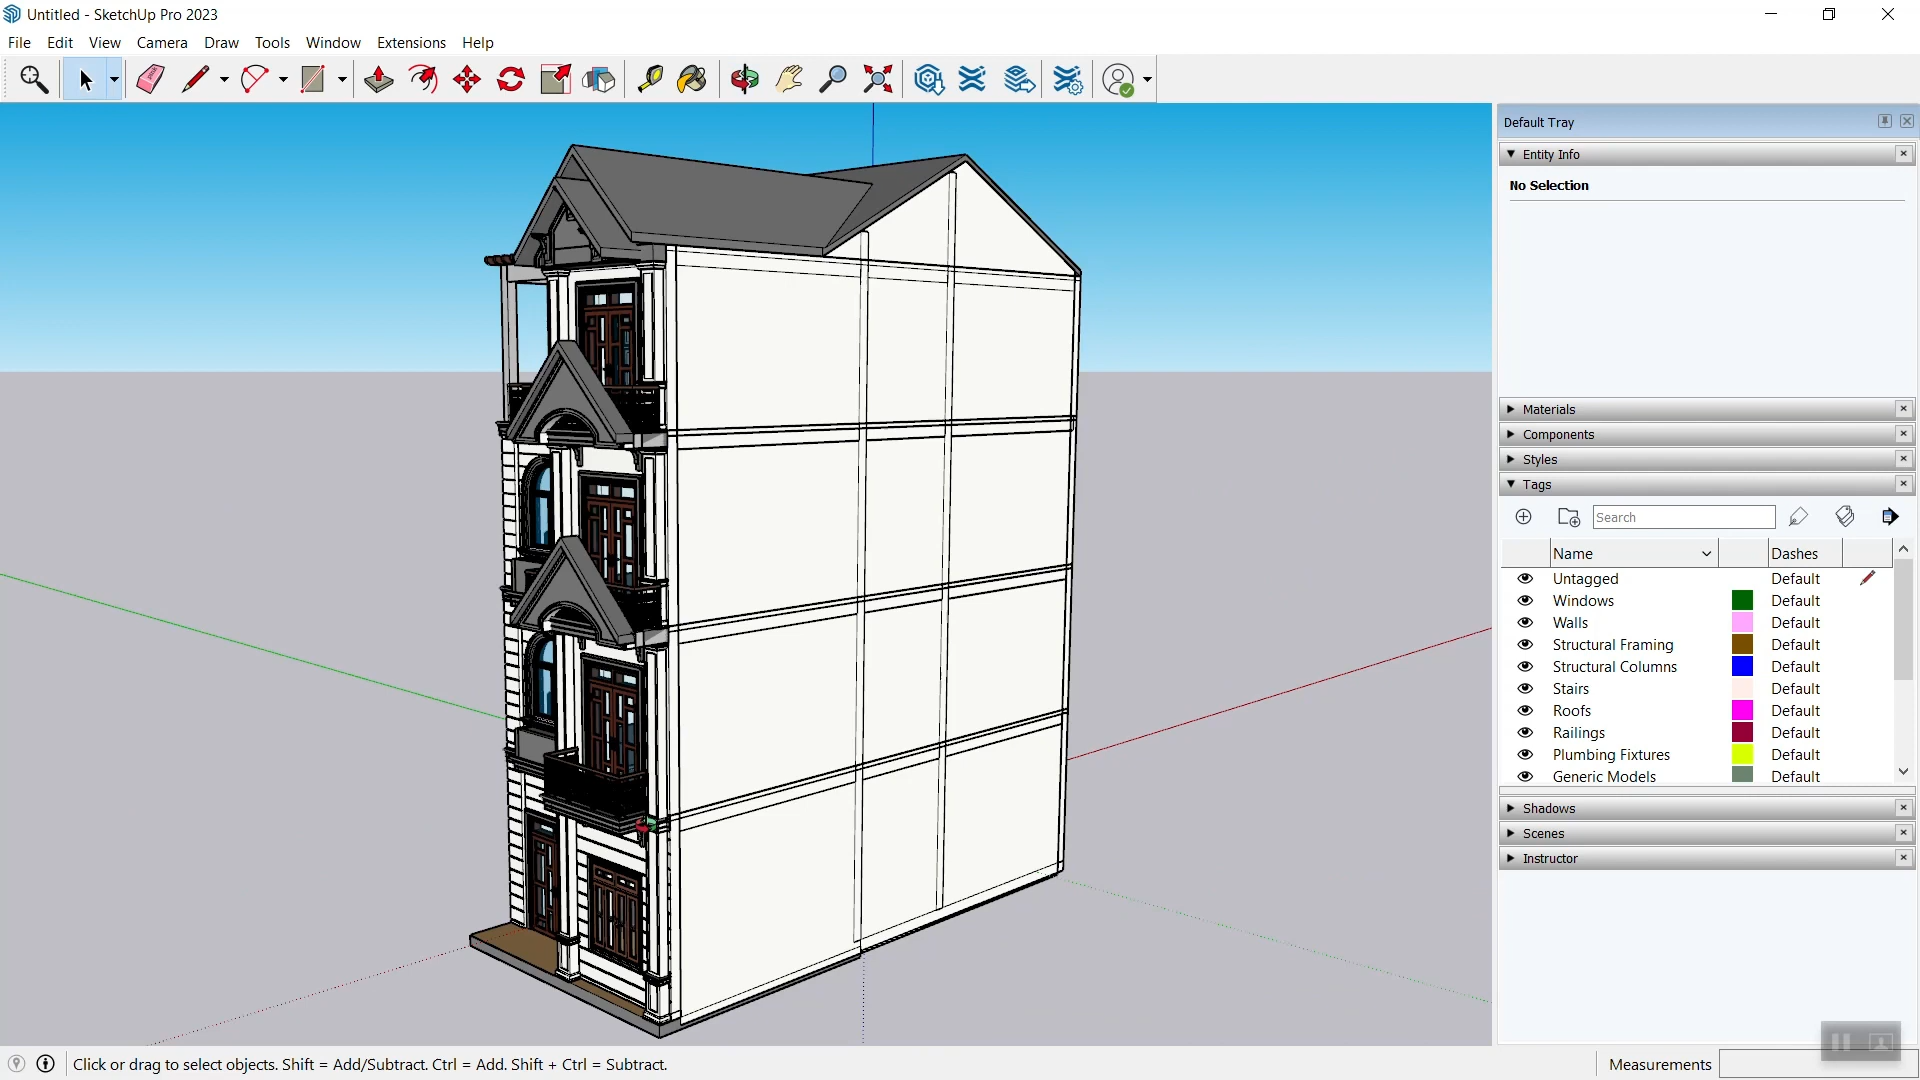 Untitled - SketchUp Pro 2023
File Edit View Camera Draw Tools Window Extensions Help
Default Tray
Entity Info
No Selection
Materials
Components
Styles
Tags
Search
Name Dashes
Untagged Default
Windows Default
Walls Default
Structural Framing Default
Structural Columns Default
Stairs Default
Roofs Default
Railings Default
Plumbing Fixtures Default
Generic Models Default
Shadows
Scenes
Instructor
Click or drag to select objects. Shift = Add/Subtract. Ctrl = Add. Shift + Ctrl = Subtract.
Measurements